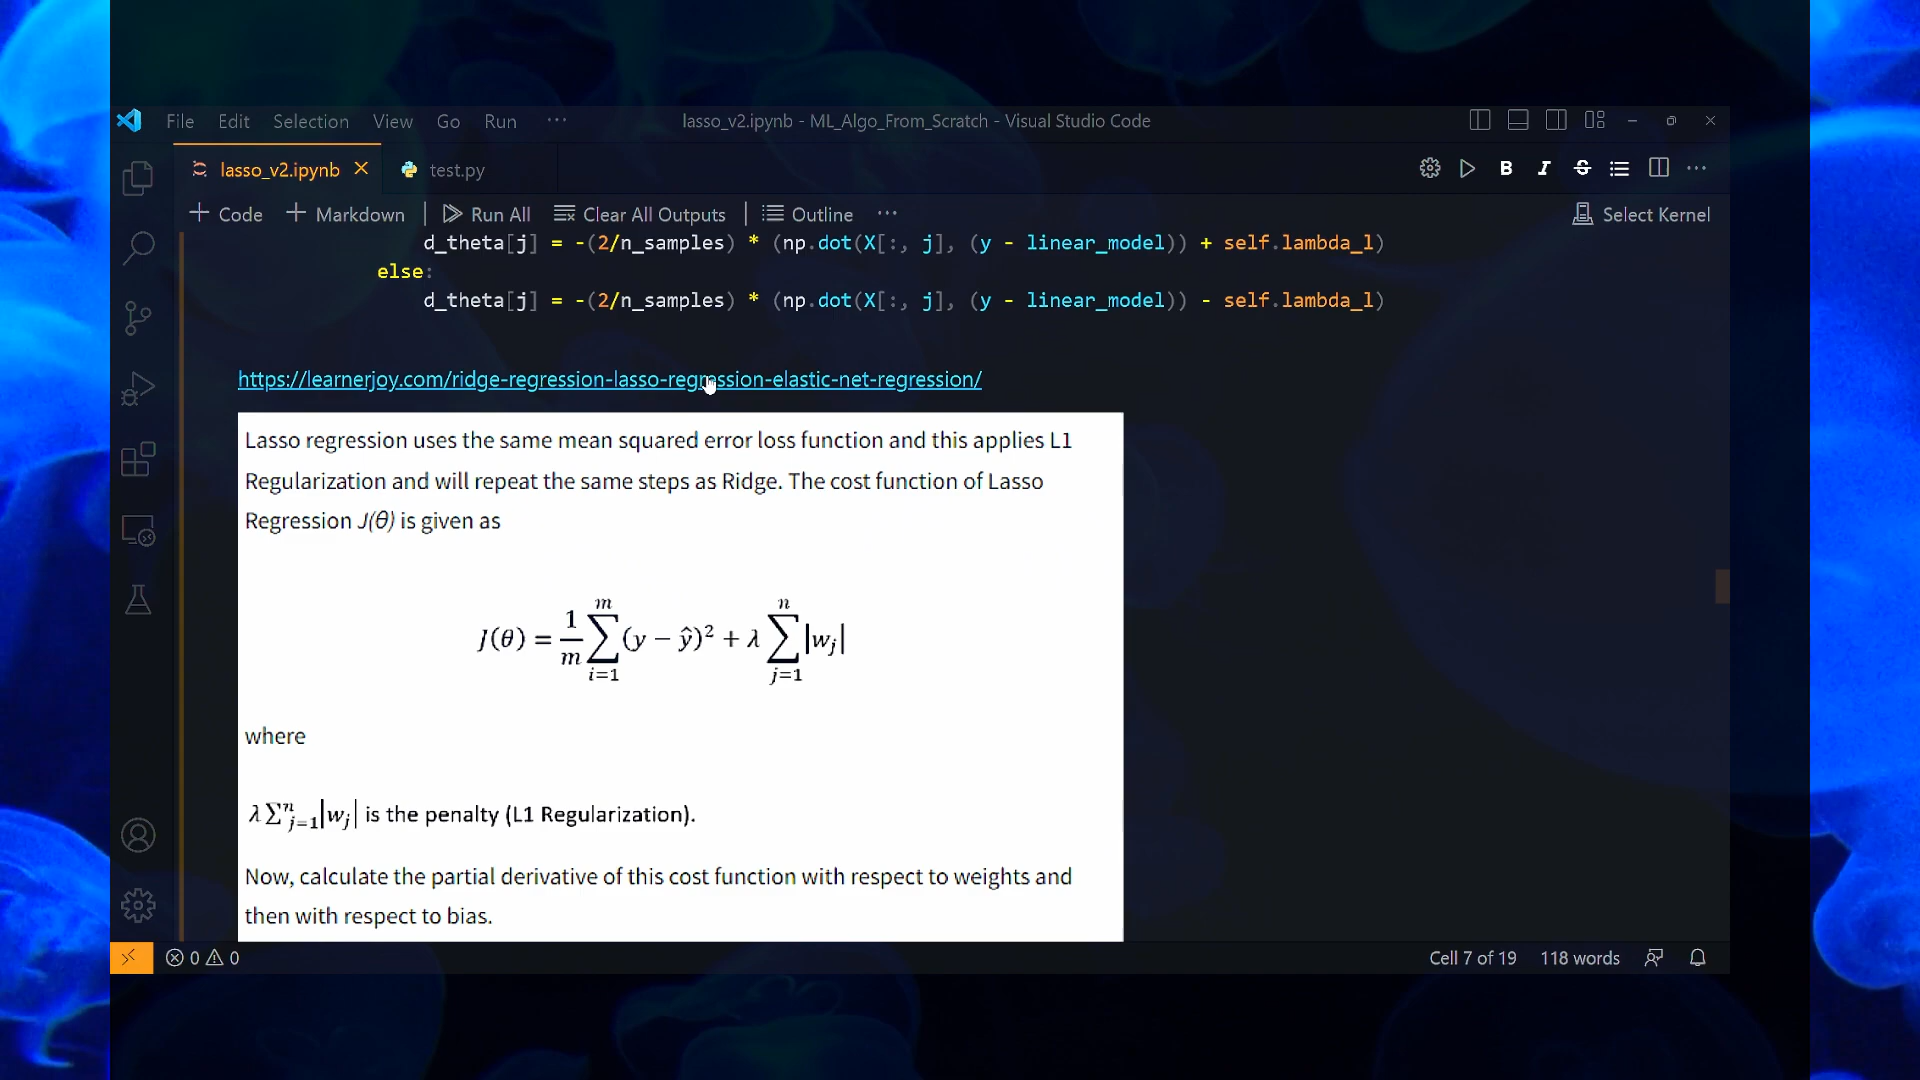 File Edit Selection View Go Run ··· lasso_v2.ipynb - ML_Algo_From_Scratch - Visual Studio Code
lasso_v2.ipynb test.py
+ Code + Markdown Run All Clear All Outputs Outline ··· Select Kernel
d_theta[j] = -(2/n_samples) * (np.dot(X[:, j], (y - linear_model)) + self.lambda_l)
else:
d_theta[j] = -(2/n_samples) * (np.dot(X[:, j], (y - linear_model)) - self.lambda_l)
https://learnerjoy.com/ridge-regression-lasso-regression-elastic-net-regression/
Lasso regression uses the same mean squared error loss function and this applies L1
Regularization and will repeat the same steps as Ridge. The cost function of Lasso
Regression J(θ) is given as
J(θ) = 1/m ∑_{i=1}^{m} (y − ŷ)² + λ ∑_{j=1}^{n} |w_j|
where
λ ∑_{j=1}^{n} |w_j| is the penalty (L1 Regularization).
Now, calculate the partial derivative of this cost function with respect to weights and
then with respect to bias.
0 0 Cell 7 of 19 118 words